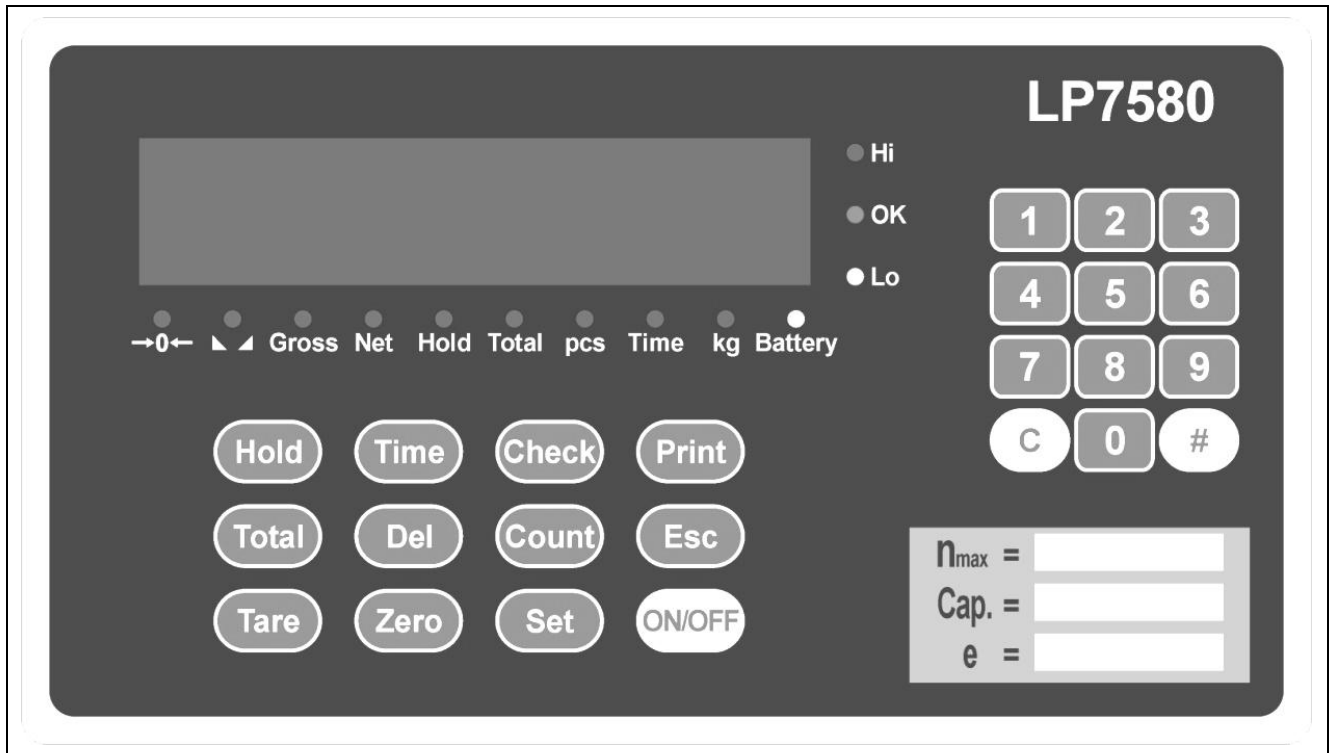 LP7580
Hi
OK
Lo
→0← Gross Net Hold Total pcs Time kg Battery
1 2 3
4 5 6
7 8 9
C 0 #
Hold Time Check Print
Total Del Count Esc
Tare Zero Set ON/OFF
nmax =
Cap. =
e =